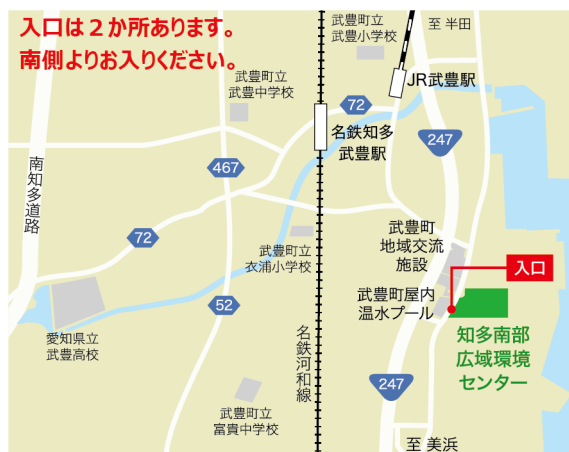 入口は２か所あります。
南側よりお入りください。
武豊町立
武豊小学校
至 半田
武豊町立
武豊中学校
72
JR武豊駅
名鉄知多
武豊駅
247
467
南知多道路
72
武豊町立
衣浦小学校
武豊町
地域交流
施設
入口
武豊町屋内
温水プール
52
愛知県立
武豊高校
名鉄河和線
知多南部
広域環境
センター
247
武豊町立
富貴中学校
至 美浜